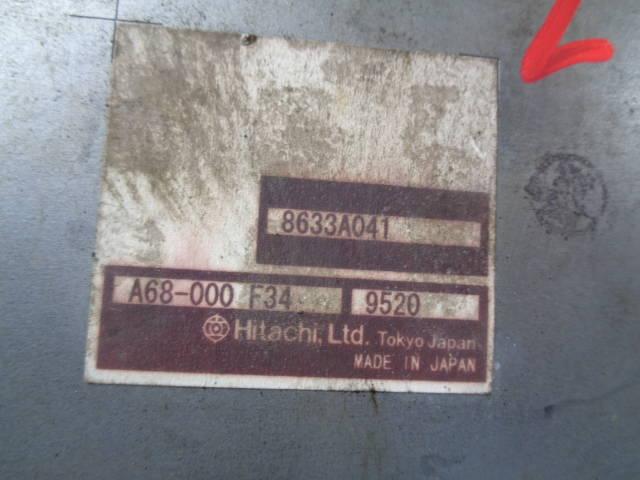 8633A041
A68-000 F34 9520
Hitachi, Ltd. Tokyo Japan
MADE IN JAPAN